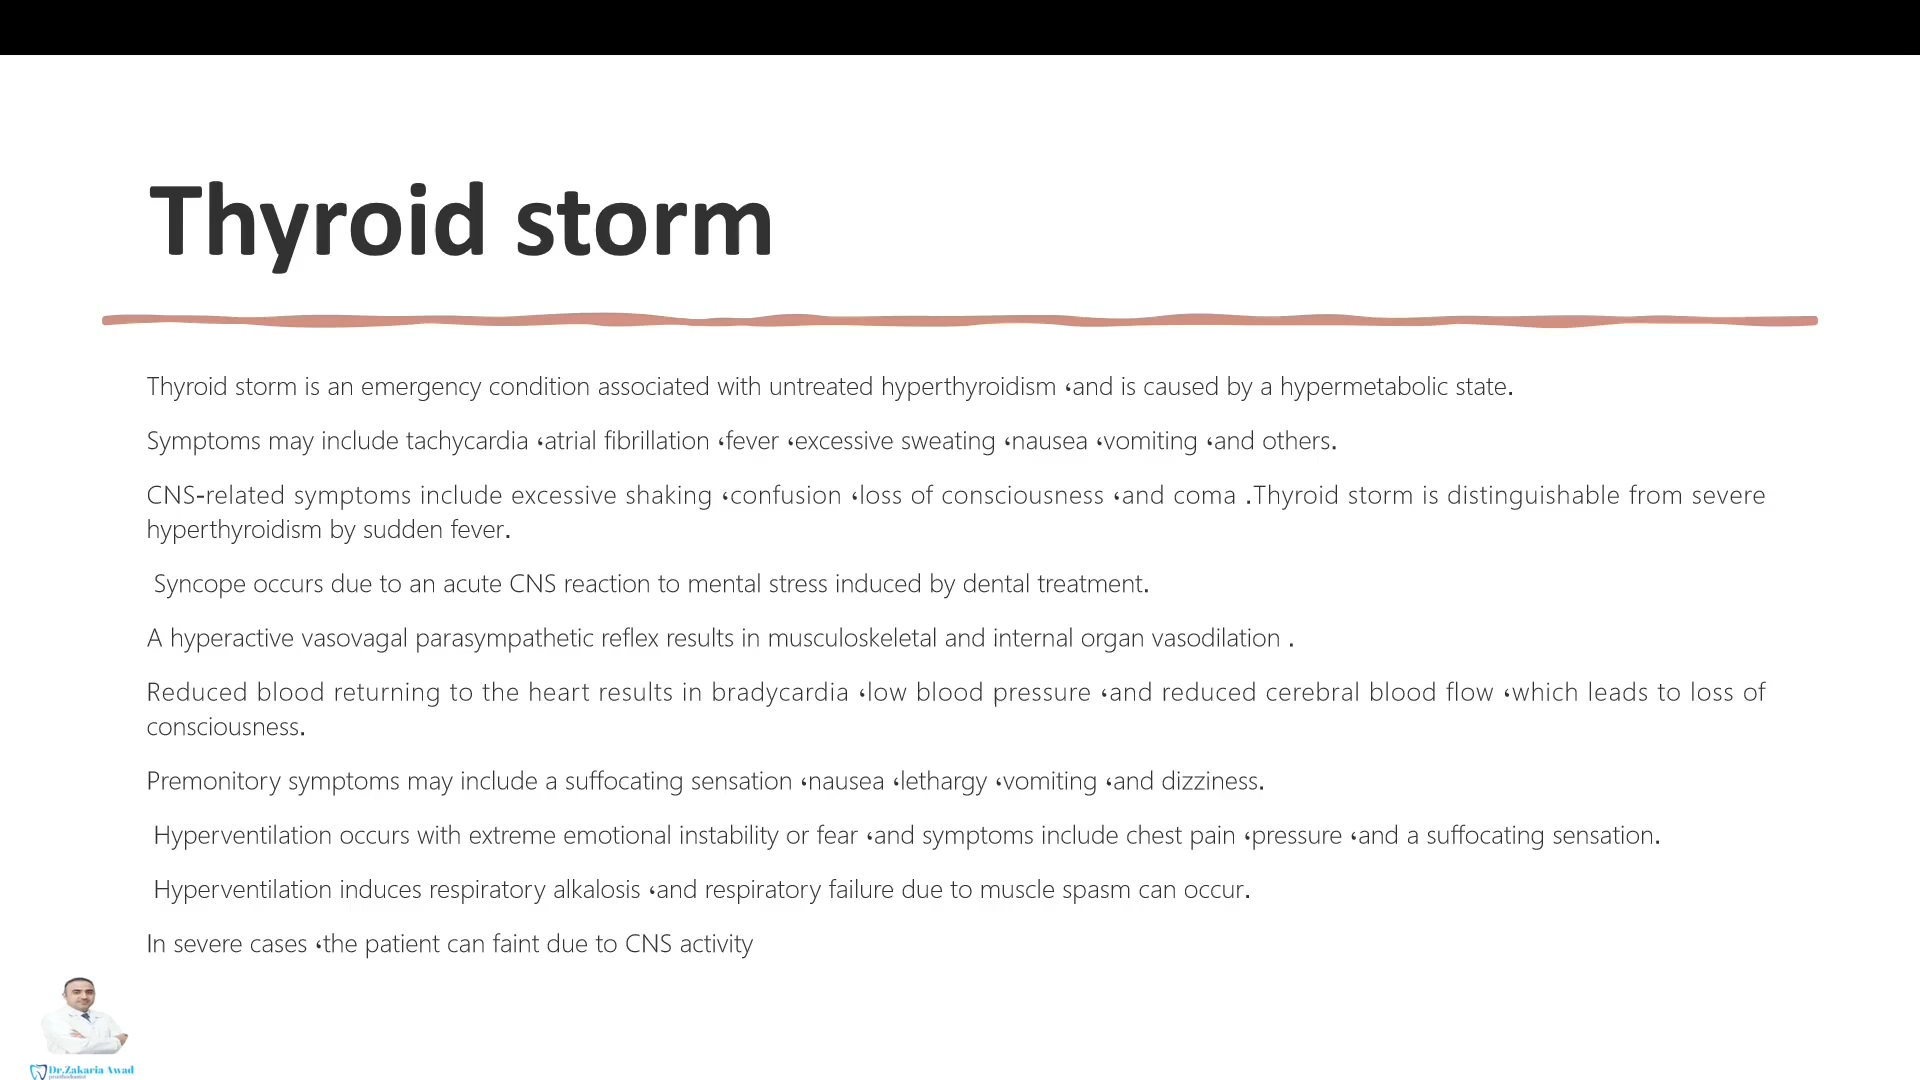 Thyroid storm
Thyroid storm is an emergency condition associated with untreated hyperthyroidism ،and is caused by a hypermetabolic state.
Symptoms may include tachycardia ،atrial fibrillation ،fever ،excessive sweating ،nausea ،vomiting ،and others.
CNS-related symptoms include excessive shaking ،confusion ،loss of consciousness ،and coma .Thyroid storm is distinguishable from severe
hyperthyroidism by sudden fever.
Syncope occurs due to an acute CNS reaction to mental stress induced by dental treatment.
A hyperactive vasovagal parasympathetic reflex results in musculoskeletal and internal organ vasodilation .
Reduced blood returning to the heart results in bradycardia ،low blood pressure ،and reduced cerebral blood flow ،which leads to loss of
consciousness.
Premonitory symptoms may include a suffocating sensation ،nausea ،lethargy ،vomiting ،and dizziness.
Hyperventilation occurs with extreme emotional instability or fear ،and symptoms include chest pain ،pressure ،and a suffocating sensation.
Hyperventilation induces respiratory alkalosis ،and respiratory failure due to muscle spasm can occur.
In severe cases ،the patient can faint due to CNS activity
Dr.Zakaria Awad
prosthodontist